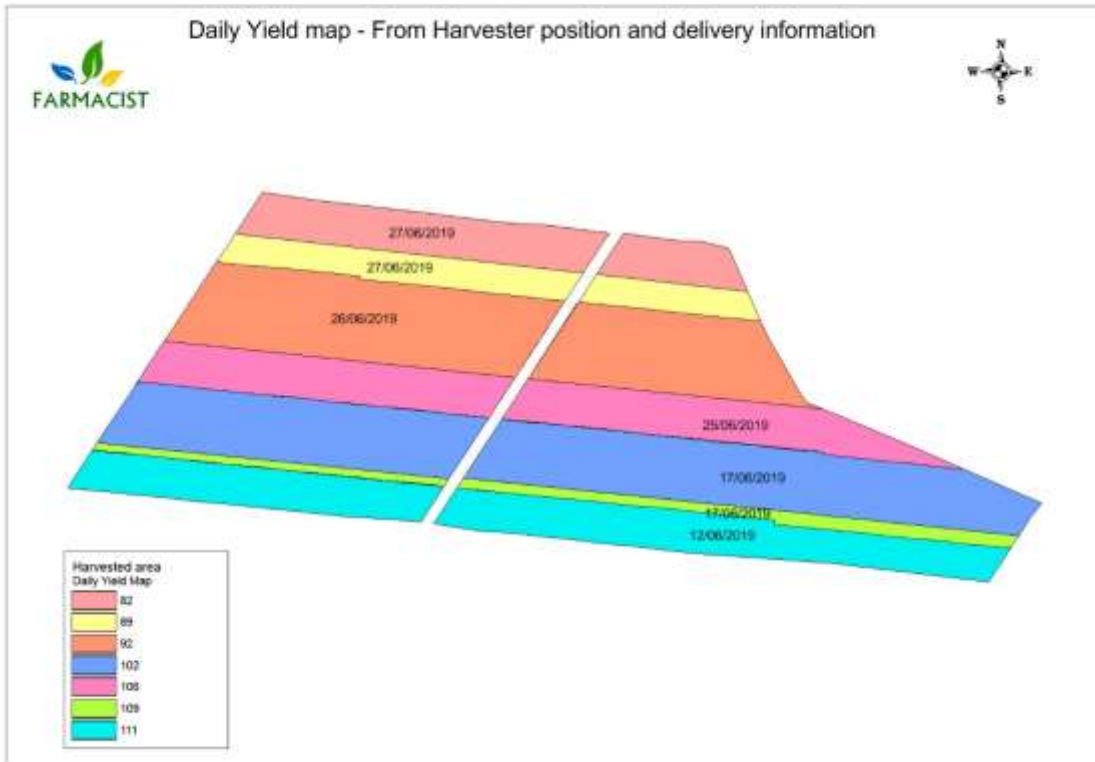 Daily Yield map - From Harvester position and delivery information
FARMACIST
N
W E
S
27/06/2019
27/06/2019
26/06/2019
25/06/2019
17/06/2019
17/06/2019
12/06/2019
Harvested area
Daily Yield Map
82
89
92
102
106
109
111